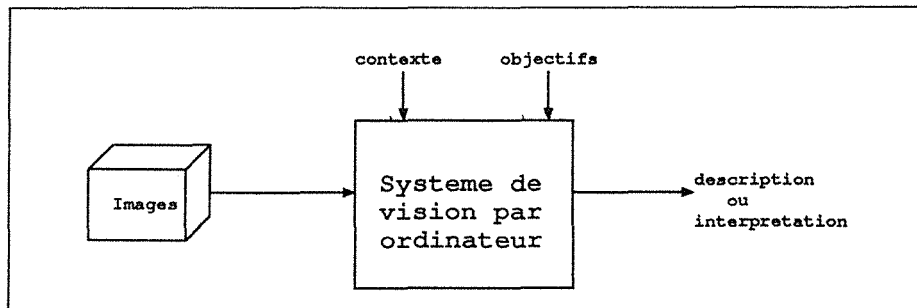 contexte
objectifs
Images
Systeme de
vision par
ordinateur
description
ou
interpretation